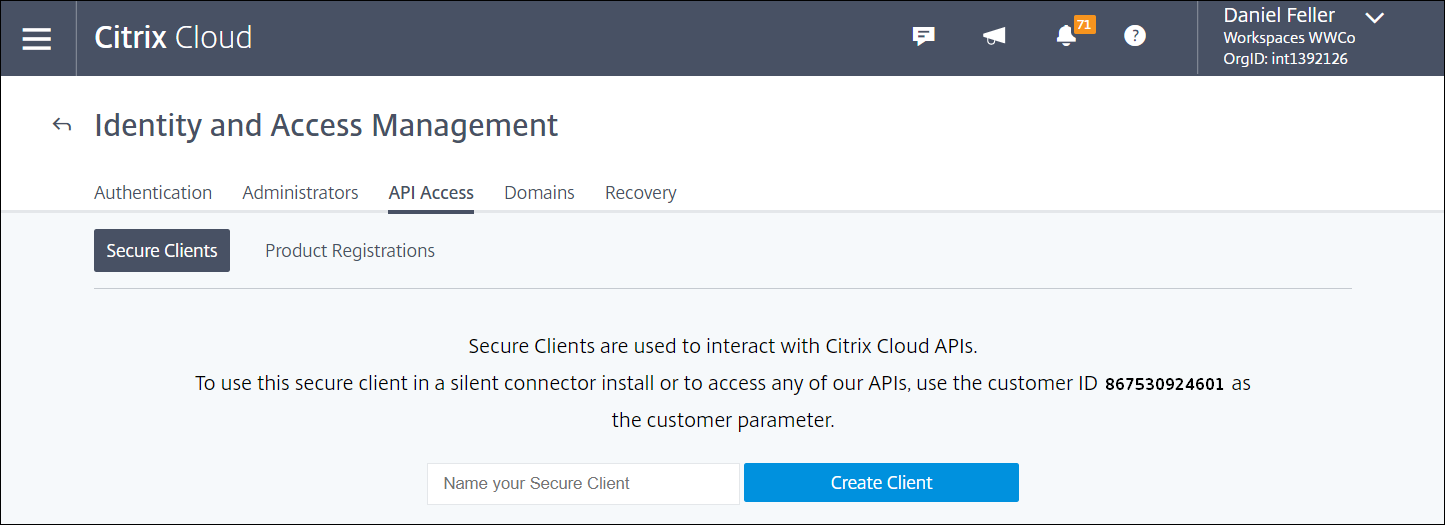 Citrix Cloud
71
?
Daniel Feller
Workspaces WWCo
OrgID: int1392126
Identity and Access Management
Authentication Administrators API Access Domains Recovery
Secure Clients Product Registrations
Secure Clients are used to interact with Citrix Cloud APIs.
To use this secure client in a silent connector install or to access any of our APIs, use the customer ID 867530924601 as
the customer parameter.
Name your Secure Client Create Client